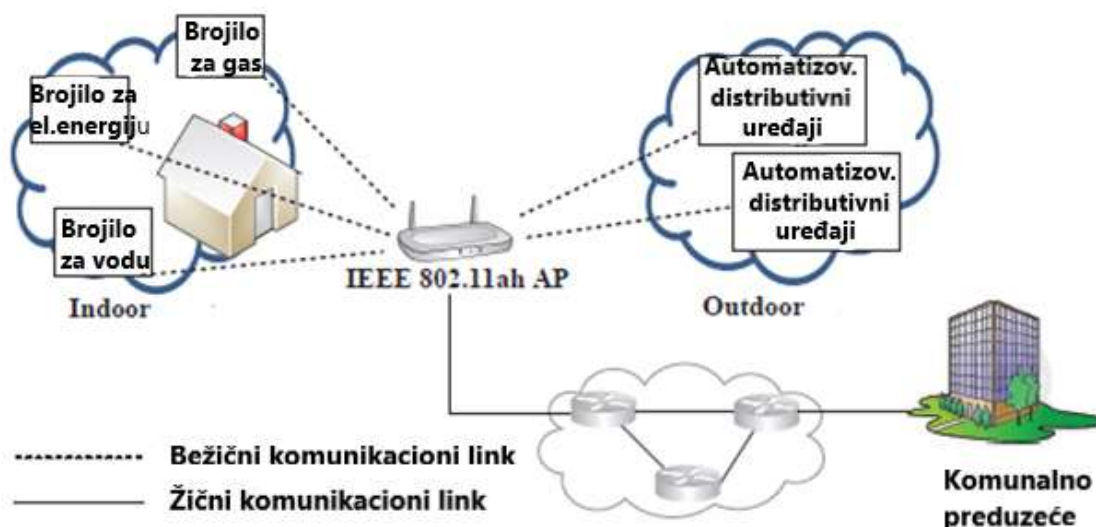 Brojilo
za gas
Brojilo za
el.energiju
Brojilo
za vodu
Indoor
IEEE 802.11ah AP
Automatizov.
distributivni
uređaji
Automatizov.
distributivni
uređaji
Outdoor
Bežični komunikacioni link
Žični komunikacioni link
Komunalno
preduzeće